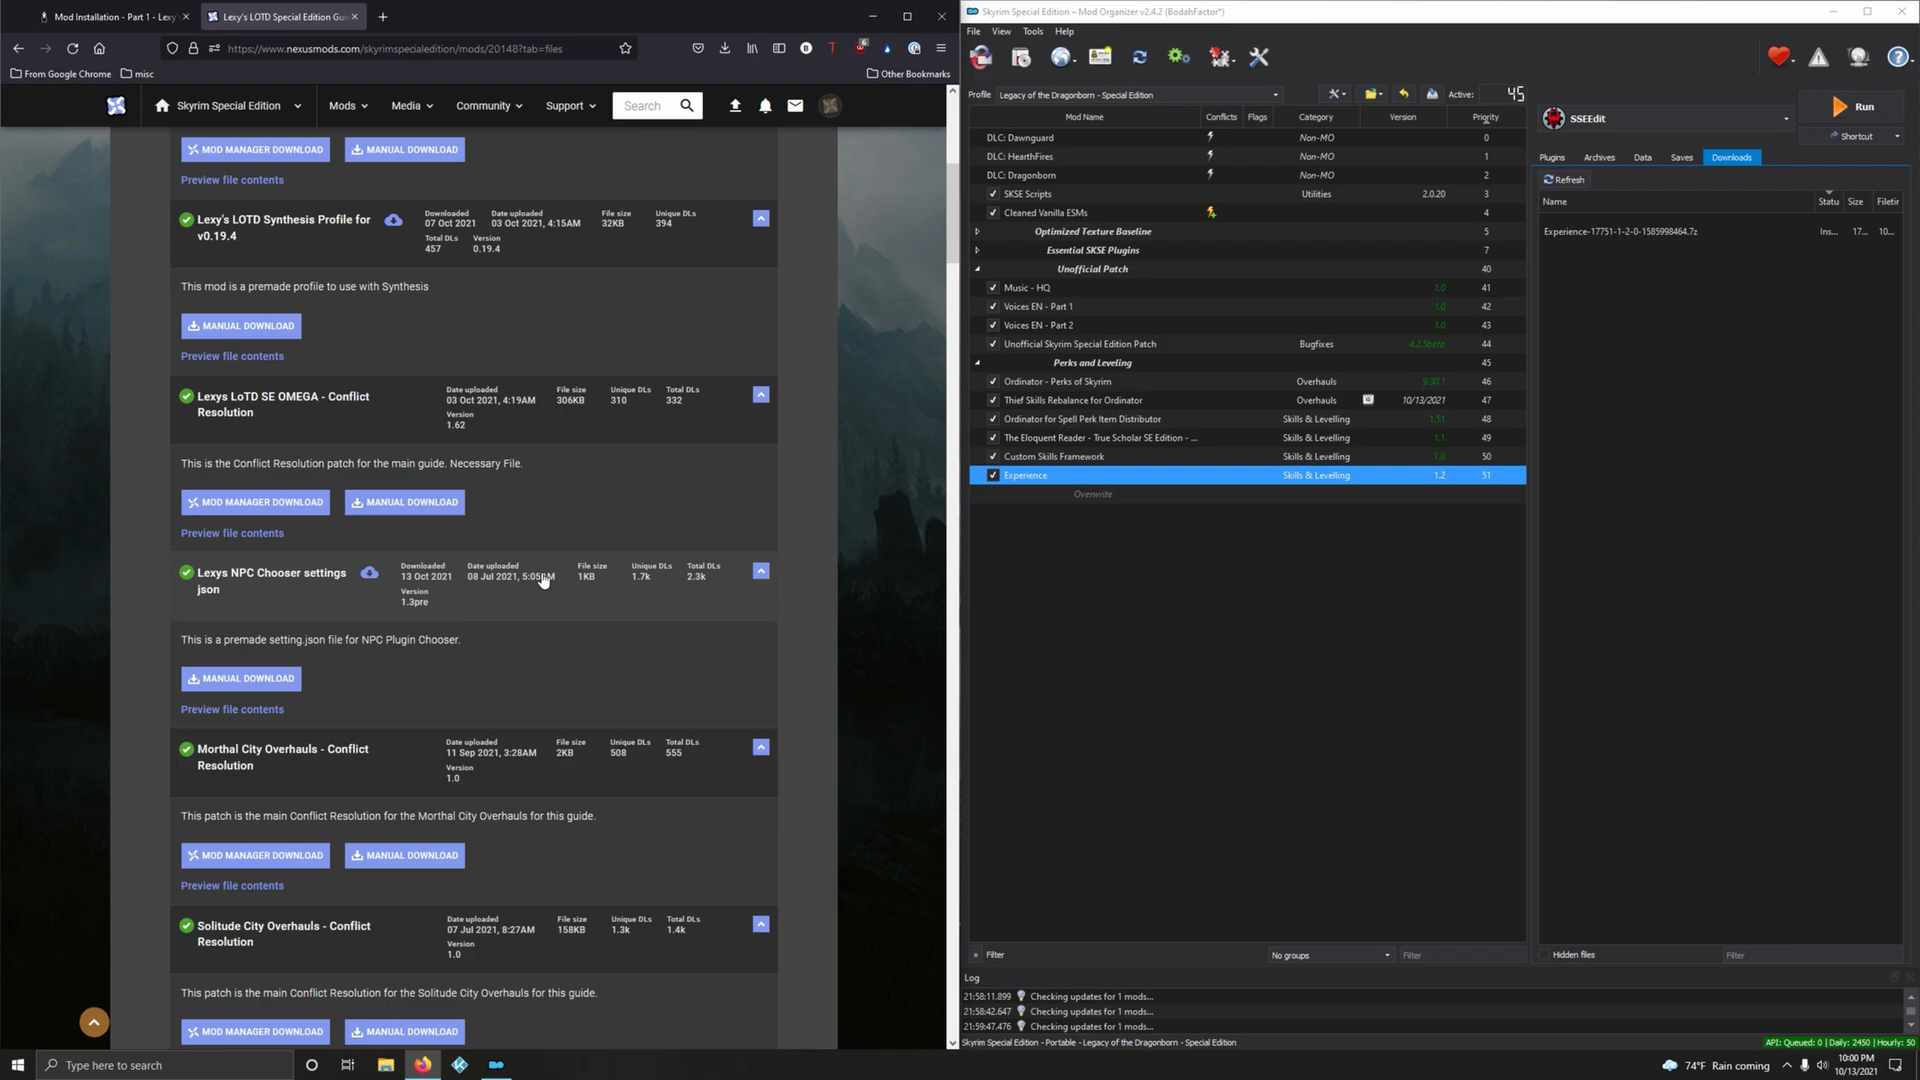 Mod Installation - Part 1 - Lexy's
Lexy's LOTD Special Edition Gui
https://www.nexusmods.com/skyrimspecialedition/mods/20148?tab=files
From Google Chrome
misc
Other Bookmarks
Skyrim Special Edition
Mods
Media
Community
Support
Search
MOD MANAGER DOWNLOAD
MANUAL DOWNLOAD
Preview file contents
Lexy's LOTD Synthesis Profile for
v0.19.4
Downloaded
07 Oct 2021
Date uploaded
03 Oct 2021, 4:15AM
File size
32KB
Unique DLs
394
Total DLs
457
Version
0.19.4
This mod is a premade profile to use with Synthesis
MANUAL DOWNLOAD
Preview file contents
Lexys LoTD SE OMEGA - Conflict
Resolution
Date uploaded
03 Oct 2021, 4:19AM
File size
306KB
Unique DLs
310
Total DLs
332
Version
1.62
This is the Conflict Resolution patch for the main guide. Necessary File.
MOD MANAGER DOWNLOAD
MANUAL DOWNLOAD
Preview file contents
Lexys NPC Chooser settings
json
Downloaded
13 Oct 2021
Date uploaded
08 Jul 2021, 5:05AM
File size
1KB
Unique DLs
1.7k
Total DLs
2.3k
Version
1.3pre
This is a premade setting.json file for NPC Plugin Chooser.
MANUAL DOWNLOAD
Preview file contents
Morthal City Overhauls - Conflict
Resolution
Date uploaded
11 Sep 2021, 3:28AM
File size
2KB
Unique DLs
508
Total DLs
555
Version
1.0
This patch is the main Conflict Resolution for the Morthal City Overhauls for this guide.
MOD MANAGER DOWNLOAD
MANUAL DOWNLOAD
Preview file contents
Solitude City Overhauls - Conflict
Resolution
Date uploaded
07 Jul 2021, 8:27AM
File size
158KB
Unique DLs
1.3k
Total DLs
1.4k
Version
1.0
This patch is the main Conflict Resolution for the Solitude City Overhauls for this guide.
MOD MANAGER DOWNLOAD
MANUAL DOWNLOAD
Skyrim Special Edition – Mod Organizer v2.4.2 (BodahFactor*)
File View Tools Help
Profile Legacy of the Dragonborn - Special Edition
Active: 45
Mod Name Conflicts Flags Category Version Priority
DLC: Dawnguard Non-MO 0
DLC: HearthFires Non-MO 1
DLC: Dragonborn Non-MO 2
SKSE Scripts Utilities 2.0.20 3
Cleaned Vanilla ESMs 4
Optimized Texture Baseline 5
Essential SKSE Plugins 7
Unofficial Patch 40
Music - HQ 1.0 41
Voices EN - Part 1 1.0 42
Voices EN - Part 2 1.0 43
Unofficial Skyrim Special Edition Patch Bugfixes 4.2.5beta 44
Perks and Leveling 45
Ordinator - Perks of Skyrim Overhauls 9.30.1 46
Thief Skills Rebalance for Ordinator Overhauls 10/13/2021 47
Ordinator for Spell Perk Item Distributor Skills & Levelling 1.51 48
The Eloquent Reader - True Scholar SE Edition - ... Skills & Levelling 1.1 49
Custom Skills Framework Skills & Levelling 1.0 50
Experience Skills & Levelling 1.2 51
Overwrite
Filter
No groups
Filter
SSEEdit
Run
Shortcut
Plugins Archives Data Saves Downloads
Refresh
Name Statu Size Filetir
Experience-17751-1-2-0-1585998464.7z Ins... 17... 10...
Hidden files
Filter
Log
21:58:11.899 Checking updates for 1 mods...
21:58:42.647 Checking updates for 1 mods...
21:59:47.476 Checking updates for 1 mods...
Skyrim Special Edition - Portable - Legacy of the Dragonborn - Special Edition
API: Queued: 0 | Daily: 2450 | Hourly: 50
Type here to search
74°F Rain coming
10:00 PM
10/13/2021